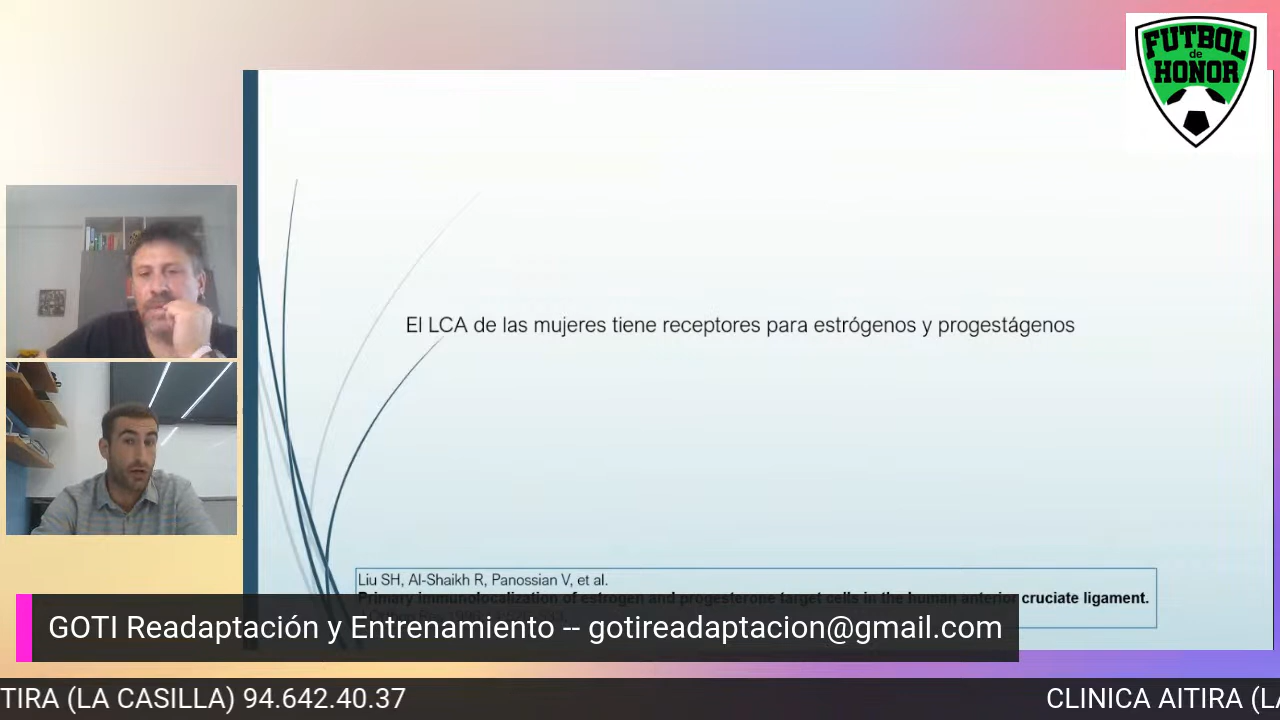 FUTBOL
de
HONOR
El LCA de las mujeres tiene receptores para estrógenos y progestágenos
Liu SH, Al-Shaikh R, Panossian V, et al.
Primary immunolocalization of estrogen and progesterone target cells in the human anterior cruciate ligament.
GOTI Readaptación y Entrenamiento -- gotireadaptacion@gmail.com
TIRA (LA CASILLA) 94.642.40.37
CLINICA AITIRA (LA